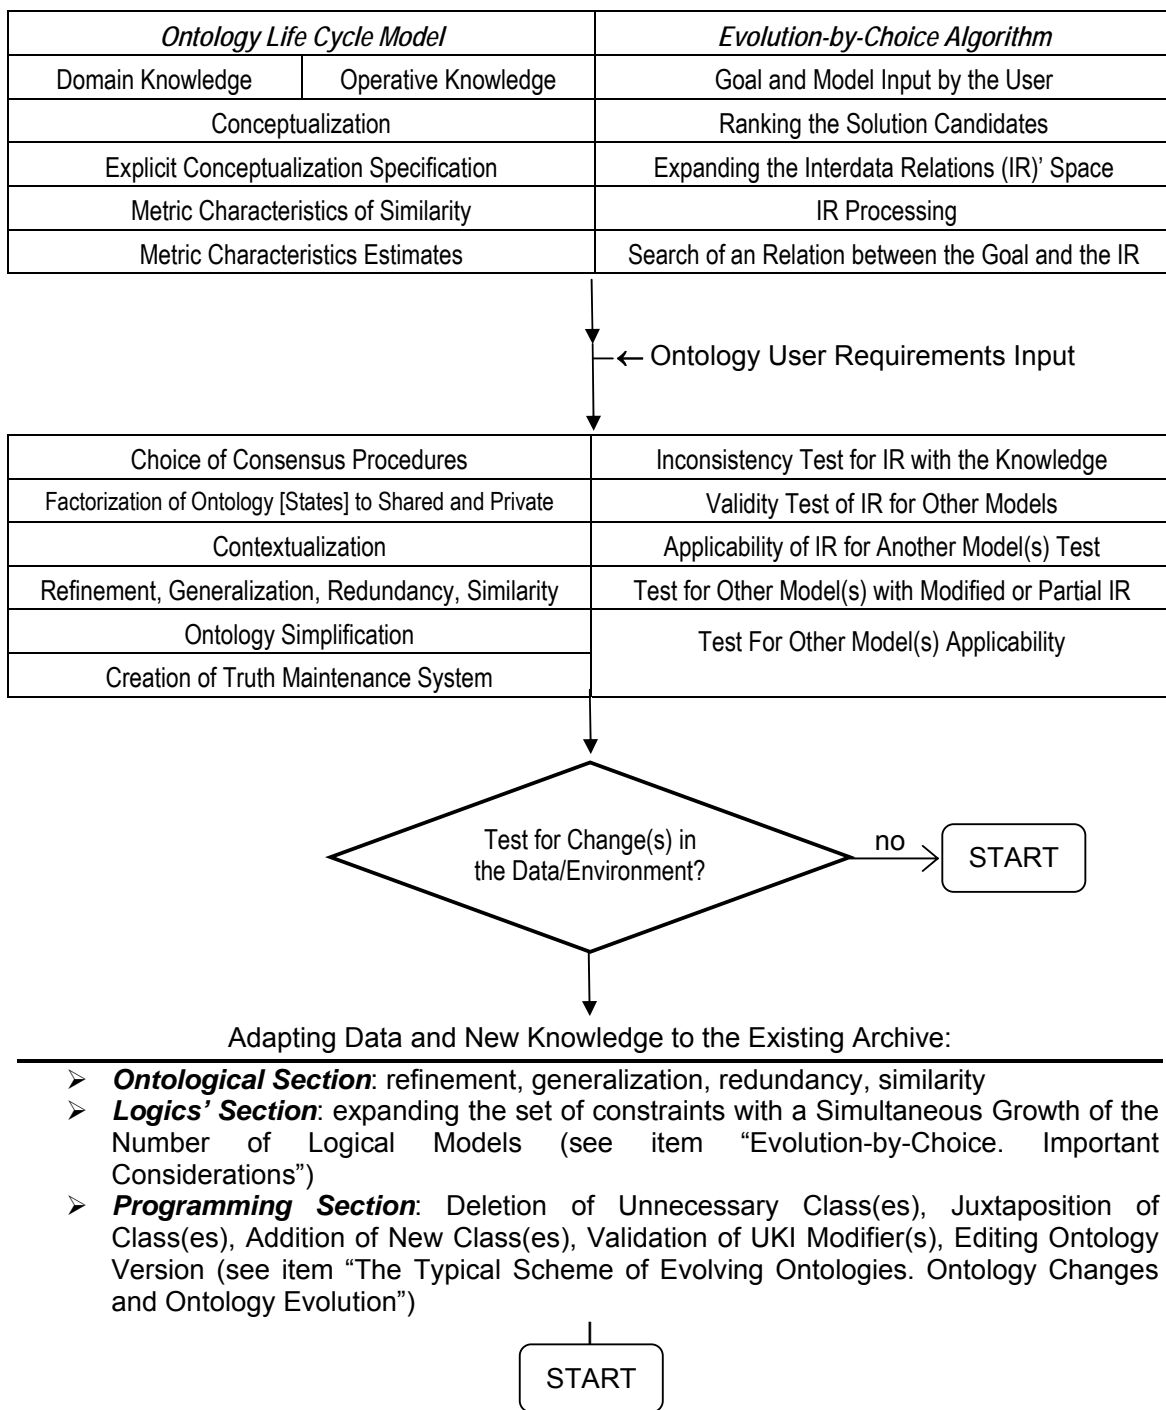 Ontology Life Cycle Model
Evolution-by-Choice Algorithm
Domain Knowledge
Operative Knowledge
Goal and Model Input by the User
Conceptualization
Ranking the Solution Candidates
Explicit Conceptualization Specification
Expanding the Interdata Relations (IR)’ Space
Metric Characteristics of Similarity
IR Processing
Metric Characteristics Estimates
Search of an Relation between the Goal and the IR
← Ontology User Requirements Input
Choice of Consensus Procedures
Inconsistency Test for IR with the Knowledge
Factorization of Ontology [States] to Shared and Private
Validity Test of IR for Other Models
Contextualization
Applicability of IR for Another Model(s) Test
Refinement, Generalization, Redundancy, Similarity
Test for Other Model(s) with Modified or Partial IR
Ontology Simplification
Test For Other Model(s) Applicability
Creation of Truth Maintenance System
Test for Change(s) in
the Data/Environment?
no
START
Adapting Data and New Knowledge to the Existing Archive:
➢ Ontological Section: refinement, generalization, redundancy, similarity
➢ Logics’ Section: expanding the set of constraints with a Simultaneous Growth of the
Number of Logical Models (see item “Evolution-by-Choice. Important
Considerations”)
➢ Programming Section: Deletion of Unnecessary Class(es), Juxtaposition of
Class(es), Addition of New Class(es), Validation of UKI Modifier(s), Editing Ontology
Version (see item “The Typical Scheme of Evolving Ontologies. Ontology Changes
and Ontology Evolution”)
START